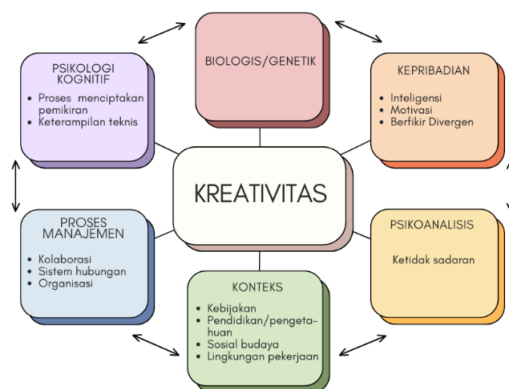 BIOLOGIS/GENETIK
PSIKOLOGI
KOGNITIF
• Proses menciptakan
pemikiran
• Keterampilan teknis
KEPRIBADIAN
• Inteligensi
• Motivasi
• Berfikir Divergen
KREATIVITAS
PROSES
MANAJEMEN
• Kolaborasi
• Sistem hubungan
• Organisasi
PSIKOANALISIS
Ketidak sadaran
KONTEKS
• Kebijakan
• Pendidikan/pengeta-
huan
• Sosial budaya
• Lingkungan pekerjaan